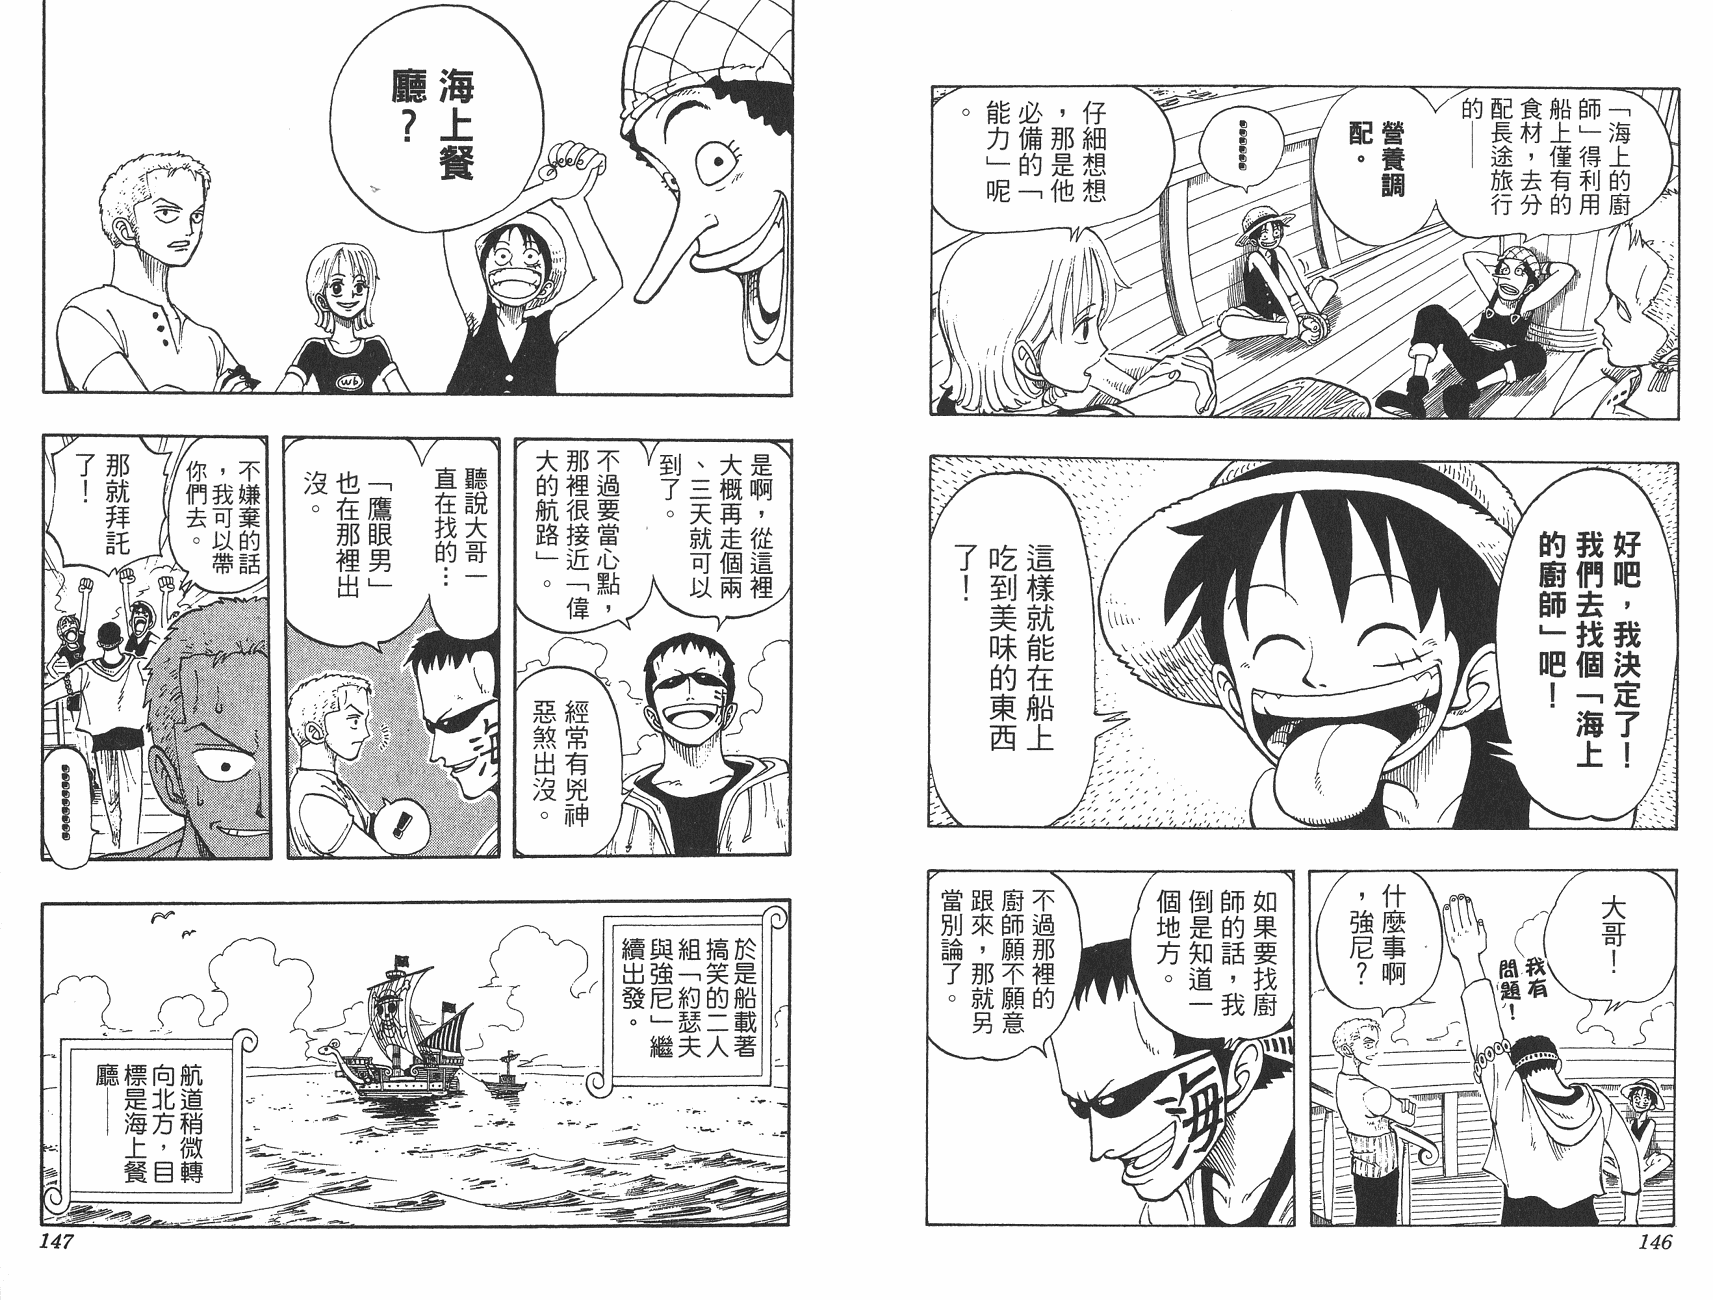 「海上的廚
師」得利用
船上僅有的
食材，去分
配長途旅行
的——
營養調
配。
仔細想想
，那是他
必備的「
能力」呢
。
好吧，我決定了！
我們去找個「海上
的廚師」吧！
這樣就能在船上
吃到美味的東西
了！
大哥！
我有
問題！
什麼事啊
，強尼？
如果要找廚
師的話，我
倒是知道一
個地方。
不過那裡的
廚師願不願意
跟來，那就另
當別論了。
海
146
海上餐
廳？
wb
是啊，從這裡
大概再走個兩
、三天就可以
到了。
不過要當心點，
那裡很接近「偉
大的航路」。
經常有兇神
惡煞出沒。
聽說大哥一
直在找的…
「鷹眼男」
也在那裡出
沒。
海
！
不嫌棄的話
，我可以帶
你們去。
那就拜託
了！
於是船載著
搞笑的二人
組「約瑟夫
與強尼」繼
續出發。
航道稍微轉
向北方，目
標是海上餐
廳——
147